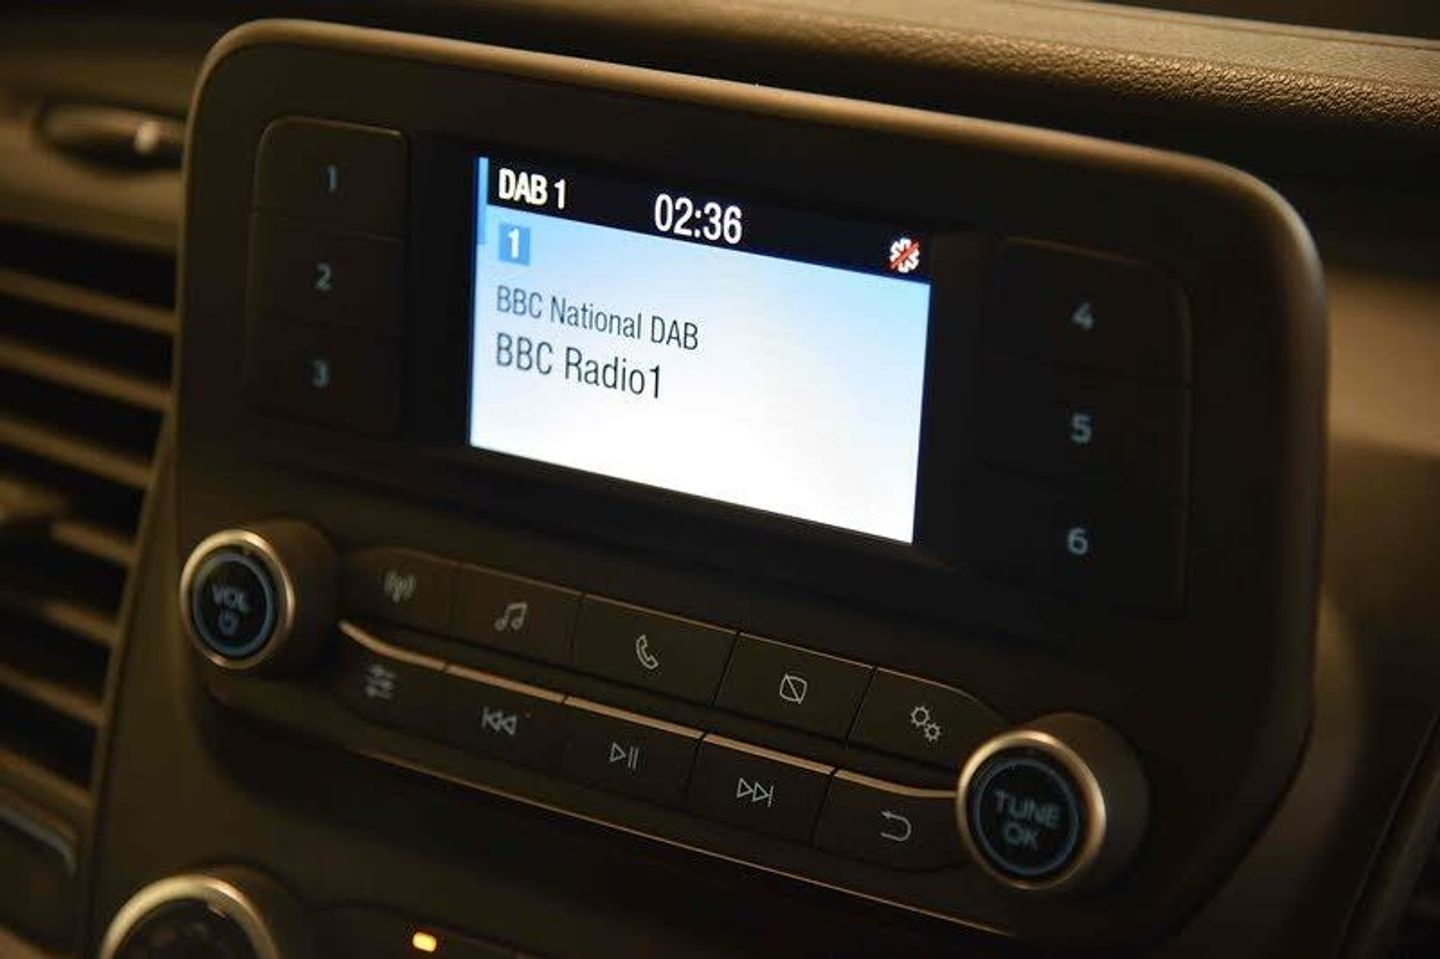 DAB 1 02:36
1
BBC National DAB
BBC Radio1
1
2
3
4
5
6
VOL
TUNE
OK